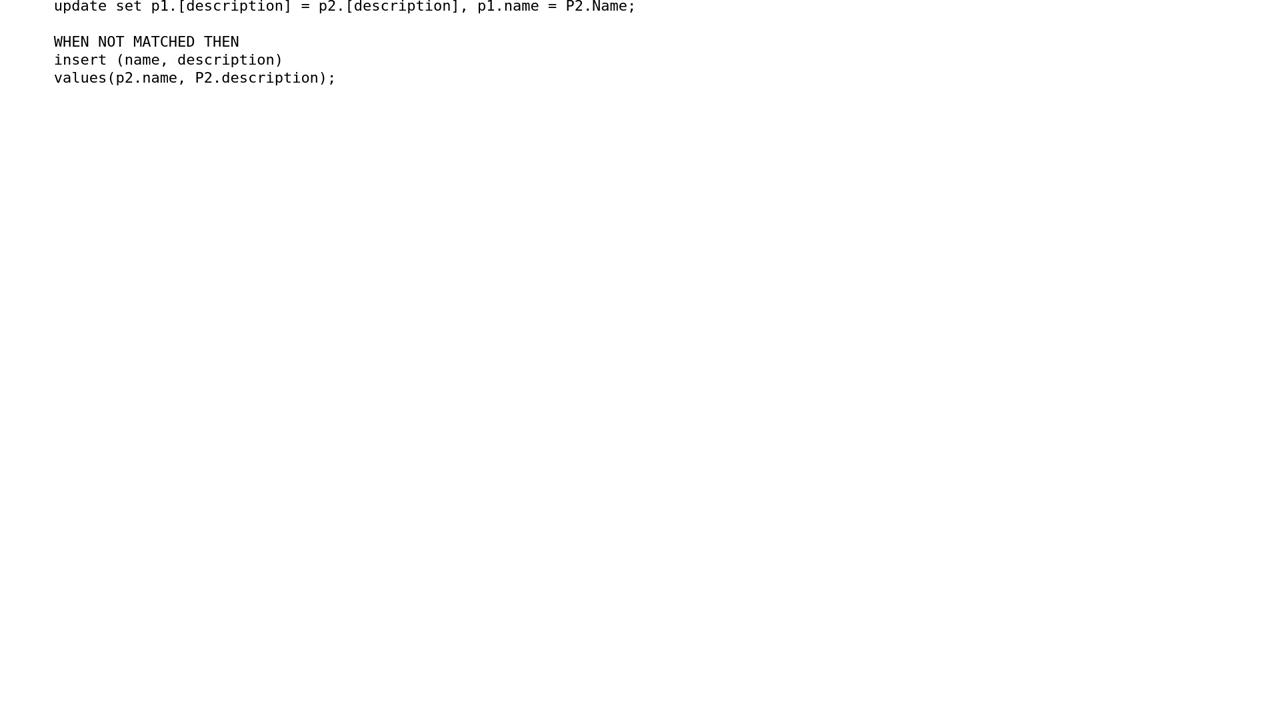 update set p1.[description] = p2.[description], p1.name = P2.Name;
WHEN NOT MATCHED THEN
insert (name, description)
values(p2.name, P2.description);